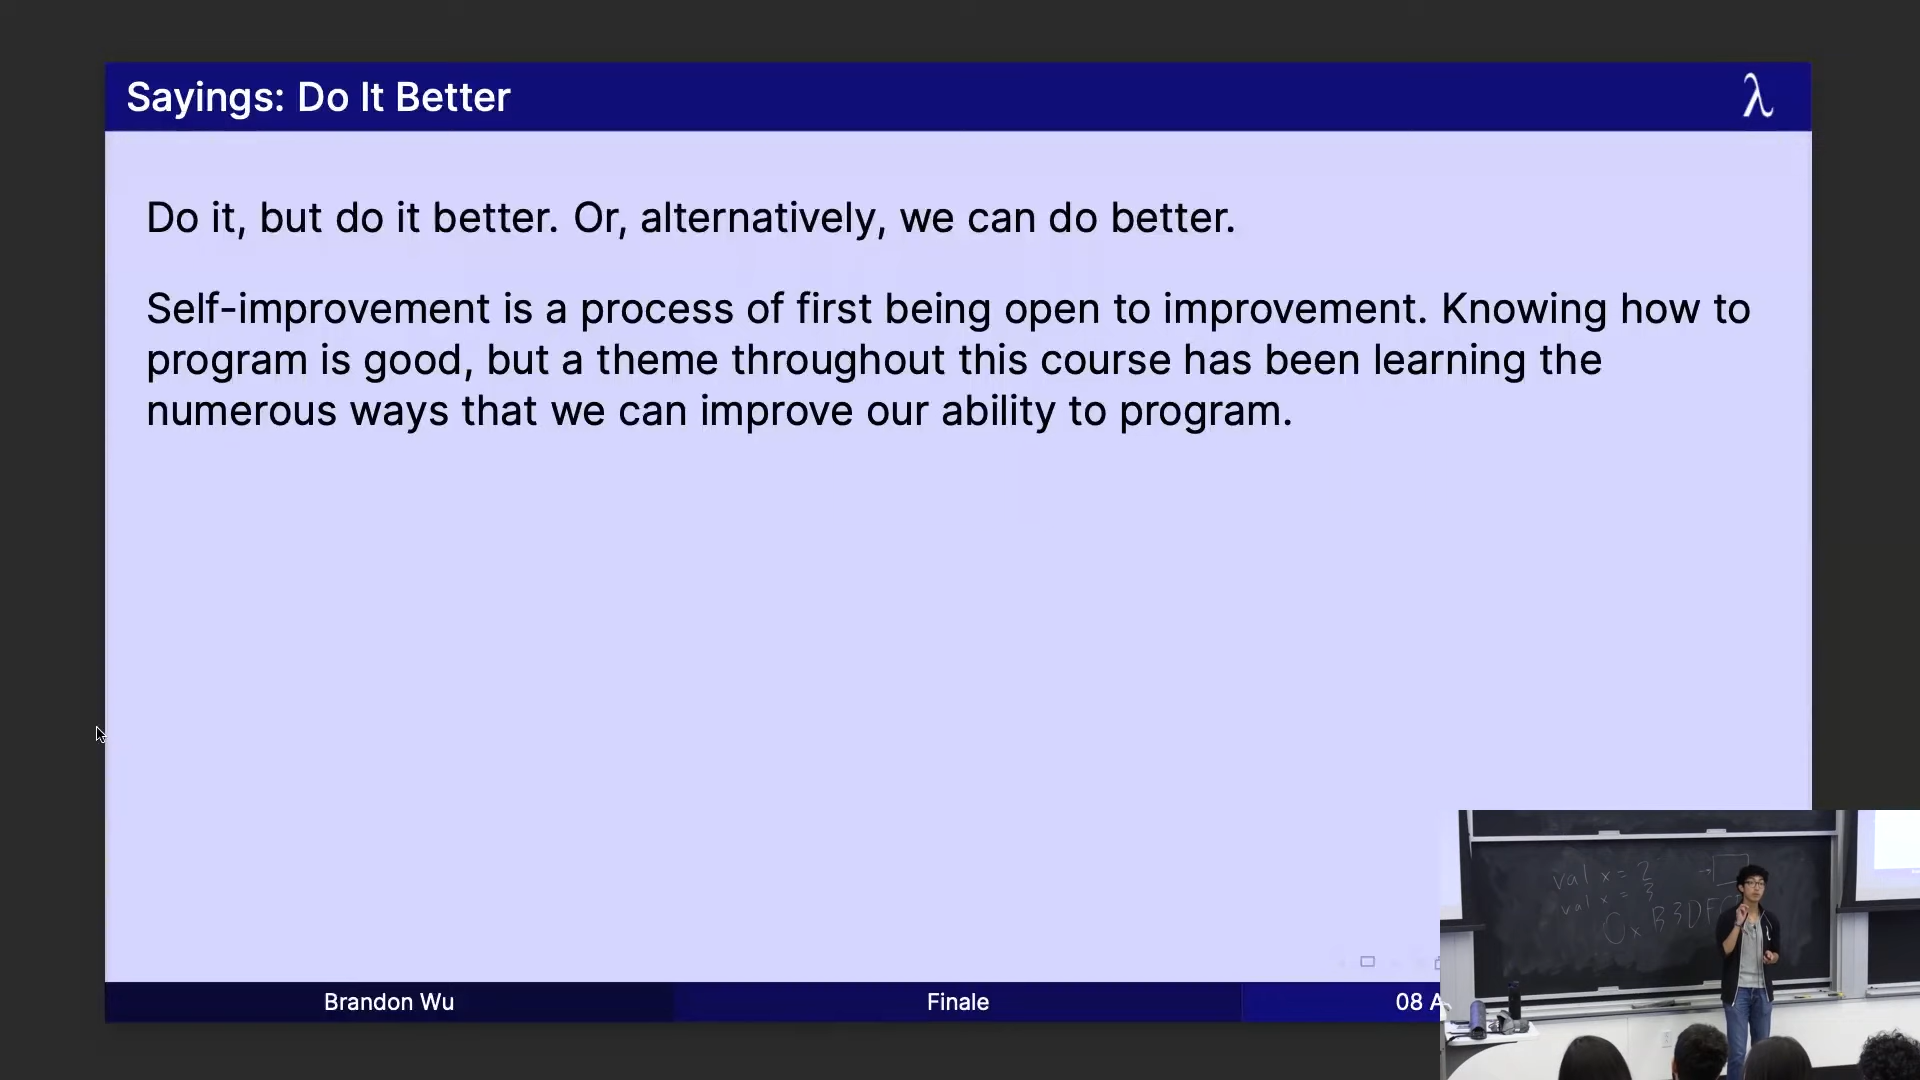 Sayings: Do It Better
λ
Do it, but do it better. Or, alternatively, we can do better.
Self-improvement is a process of first being open to improvement. Knowing how to
program is good, but a theme throughout this course has been learning the
numerous ways that we can improve our ability to program.
val x = 2
val x = 3
Brandon Wu
Finale
08 A